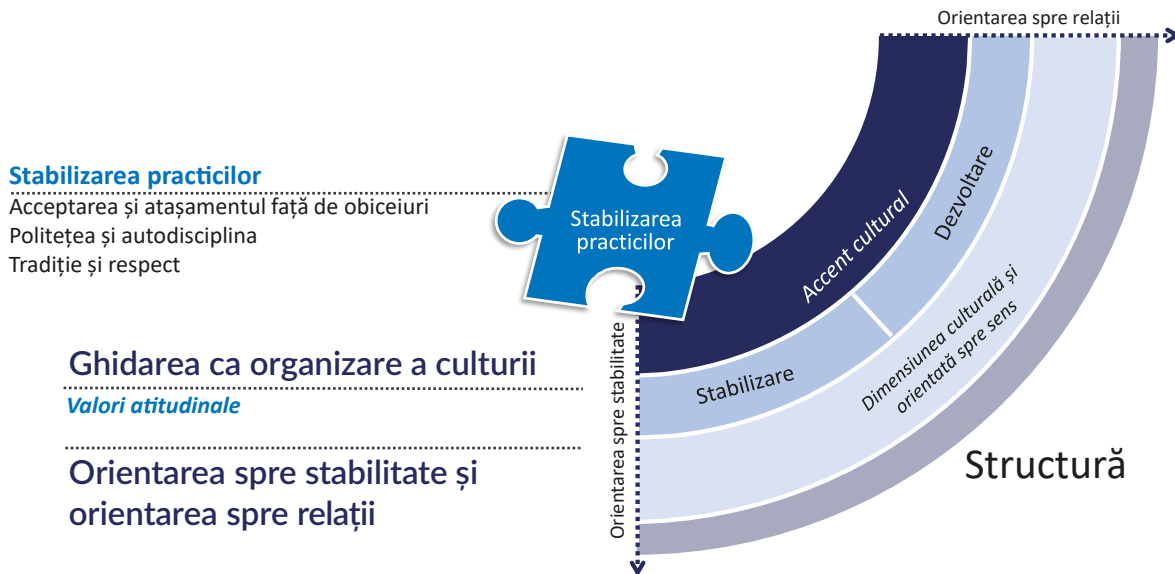 Orientarea spre relații
Stabilizarea practicilor
Acceptarea și atașamentul față de obiceiuri
Politețea și autodisciplina
Tradiție și respect
Stabilizarea
practicilor
Accent cultural
Dezvoltare
Stabilizare
Dimensiunea culturală și
orientată spre sens
Orientarea spre stabilitate
Structură
Ghidarea ca organizare a culturii
Valori atitudinale
Orientarea spre stabilitate și
orientarea spre relații